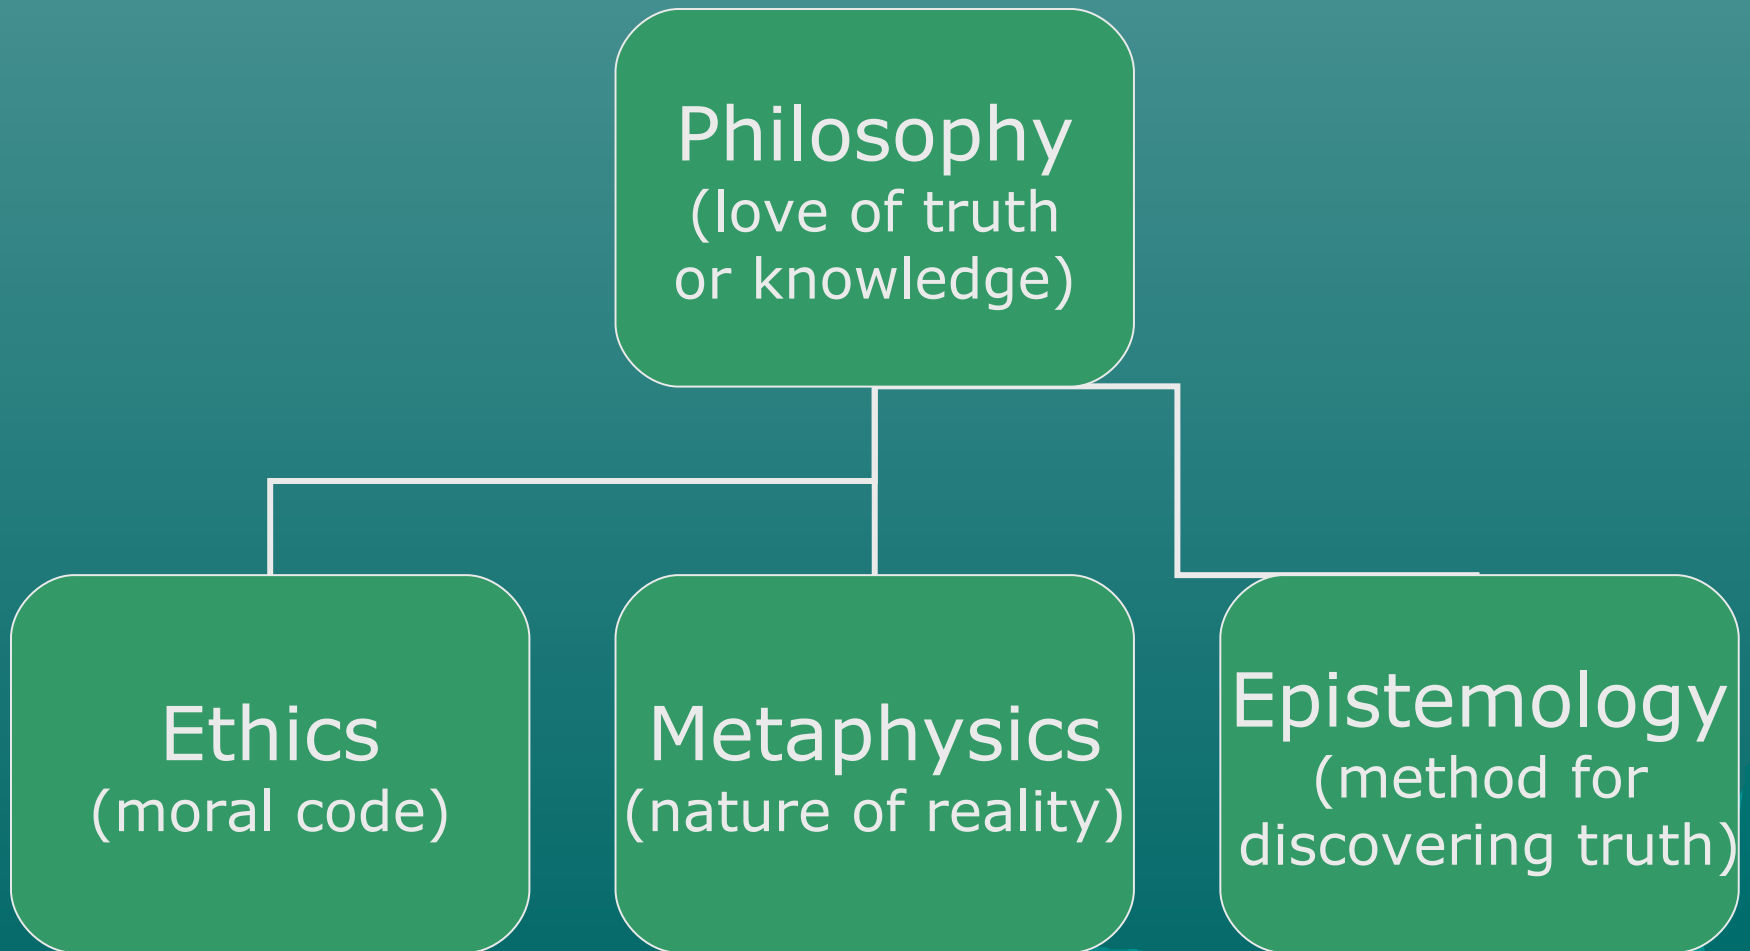 Philosophy
(love of truth
or knowledge)
Ethics
(moral code)
Metaphysics
(nature of reality)
Epistemology
(method for
discovering truth)